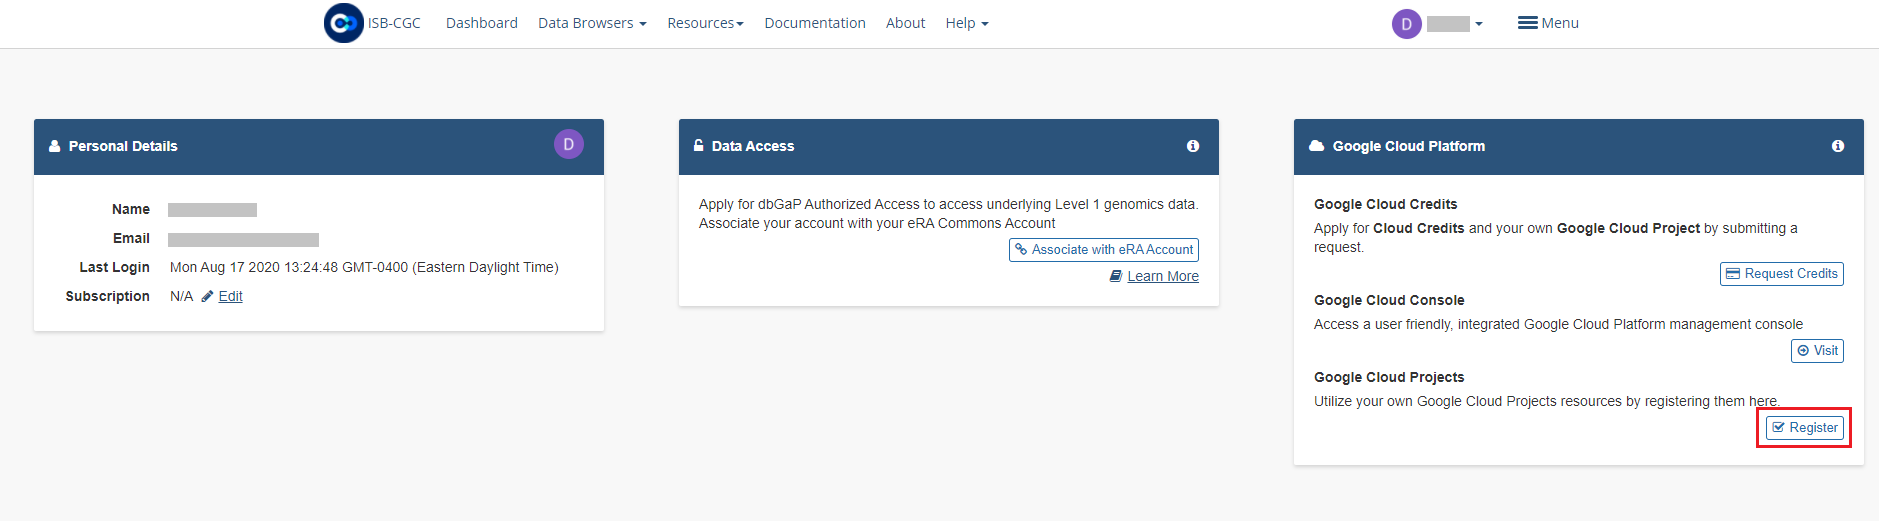 ISB-CGC Dashboard Data Browsers Resources Documentation About Help D Menu
Personal Details D
Name
Email
Last Login Mon Aug 17 2020 13:24:48 GMT-0400 (Eastern Daylight Time)
Subscription N/A Edit
Data Access
Apply for dbGaP Authorized Access to access underlying Level 1 genomics data.
Associate your account with your eRA Commons Account
Associate with eRA Account
Learn More
Google Cloud Platform
Google Cloud Credits
Apply for Cloud Credits and your own Google Cloud Project by submitting a
request.
Request Credits
Google Cloud Console
Access a user friendly, integrated Google Cloud Platform management console
Visit
Google Cloud Projects
Utilize your own Google Cloud Projects resources by registering them here.
Register